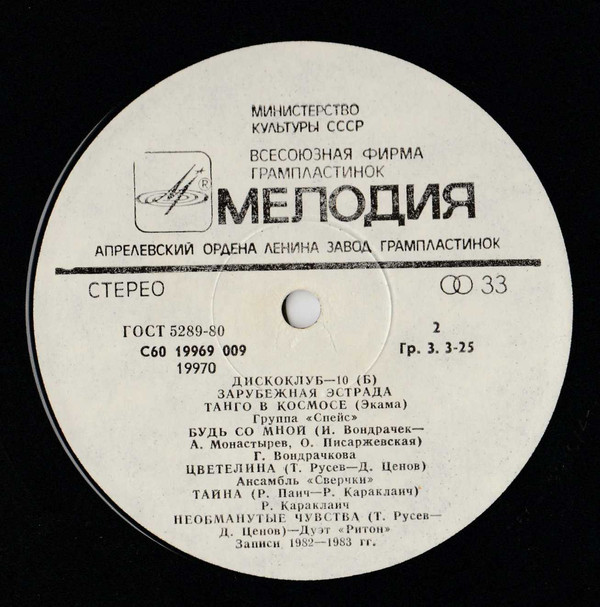 МИНИСТЕРСТВО
КУЛЬТУРЫ СССР
ВСЕСОЮЗНАЯ ФИРМА
ГРАМПЛАСТИНОК
®
МЕЛОДИЯ
АПРЕЛЕВСКИЙ ОРДЕНА ЛЕНИНА ЗАВОД ГРАМПЛАСТИНОК
СТЕРЕО 33
ГОСТ 5289-80 2
С60 19969 009 Гр. 3. 3-25
19970
ДИСКОКЛУБ—10 (Б)
ЗАРУБЕЖНАЯ ЭСТРАДА
ТАНГО В КОСМОСЕ (Экама)
Группа «Спейс»
БУДЬ СО МНОЙ (И. Вондрачек—
А. Монастырев, О. Писаржевская)
Г. Вондрачкова
ЦВЕТЕЛИНА (Т. Русев—Д. Ценов)
Ансамбль «Сверчки»
ТАЙНА (Р. Паич—Р. Караклаич)
Р. Караклаич
НЕОБМАНУТЫЕ ЧУВСТВА (Т. Русев—
Д. Ценов)—Дуэт «Ритон»
Записи 1982—1983 гг.